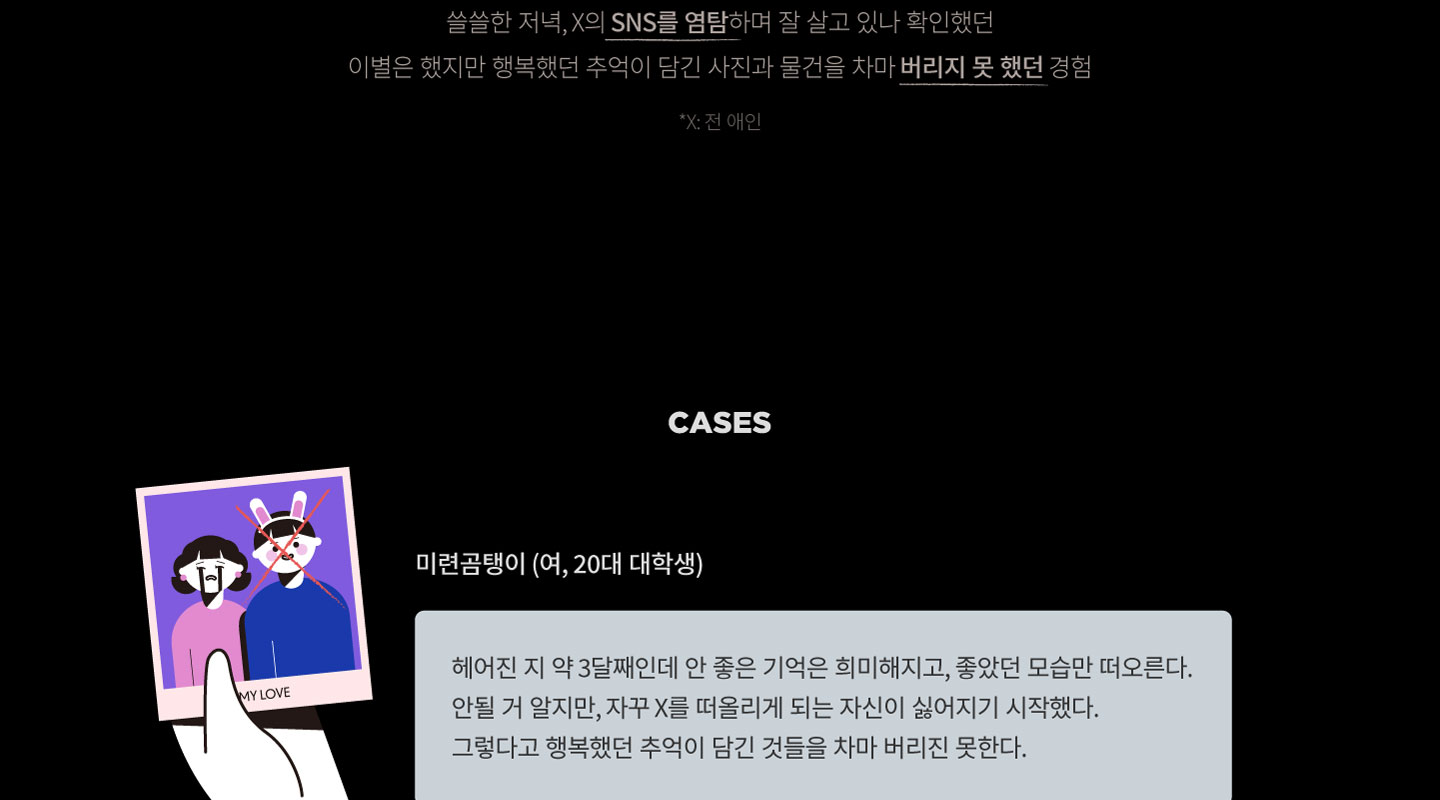 쓸쓸한 저녁, X의 SNS를 염탐하며 잘 살고 있나 확인했던
이별은 했지만 행복했던 추억이 담긴 사진과 물건을 차마 버리지 못 했던 경험
*X: 전 애인
CASES
MY LOVE
미련곰탱이 (여, 20대 대학생)
헤어진 지 약 3달째인데 안 좋은 기억은 희미해지고, 좋았던 모습만 떠오른다.
안될 거 알지만, 자꾸 X를 떠올리게 되는 자신이 싫어지기 시작했다.
그렇다고 행복했던 추억이 담긴 것들을 차마 버리진 못한다.